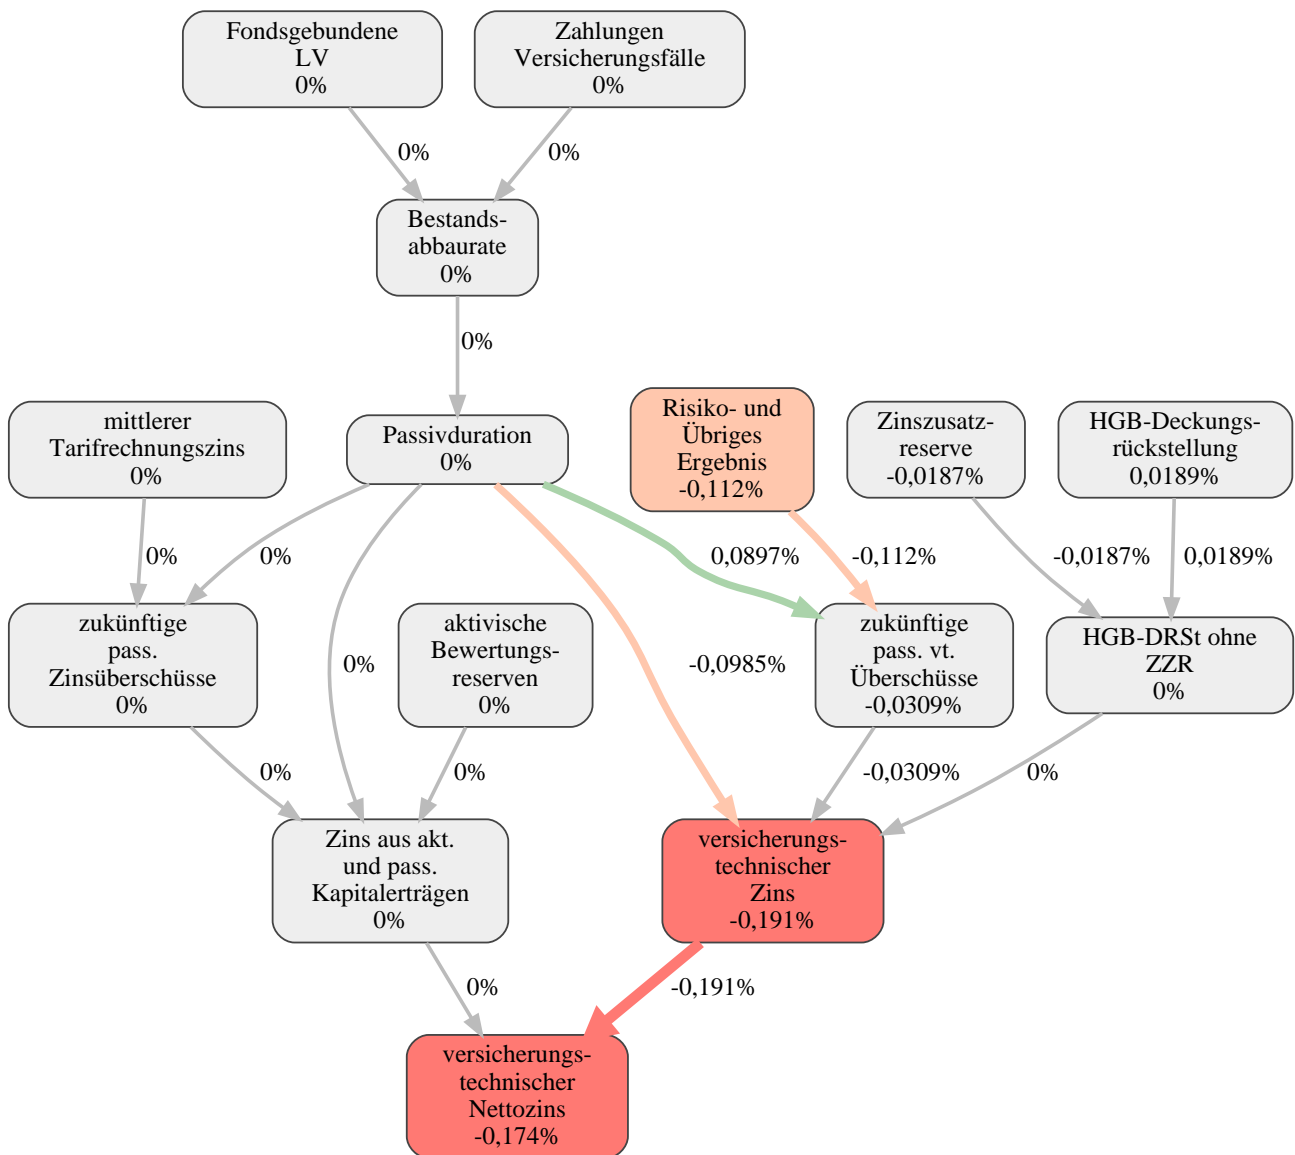 Fondsgebundene
LV
0%
Zahlungen
Versicherungsfälle
0%
0%
0%
Bestands-
abbaurate
0%
0%
mittlerer
Tarifrechnungszins
0%
Passivduration
0%
Risiko- und
Übriges
Ergebnis
-0,112%
Zinszusatz-
reserve
-0,0187%
HGB-Deckungs-
rückstellung
0,0189%
0%
0%
0%
-0,0985%
0,0897%
-0,112%
-0,0187%
0,0189%
zukünftige
pass.
Zinsüberschüsse
0%
aktivische
Bewertungs-
reserven
0%
zukünftige
pass. vt.
Überschüsse
-0,0309%
HGB-DRSt ohne
ZZR
0%
0%
0%
-0,0309%
0%
Zins aus akt.
und pass.
Kapitalerträgen
0%
versicherungs-
technischer
Zins
-0,191%
0%
-0,191%
versicherungs-
technischer
Nettozins
-0,174%